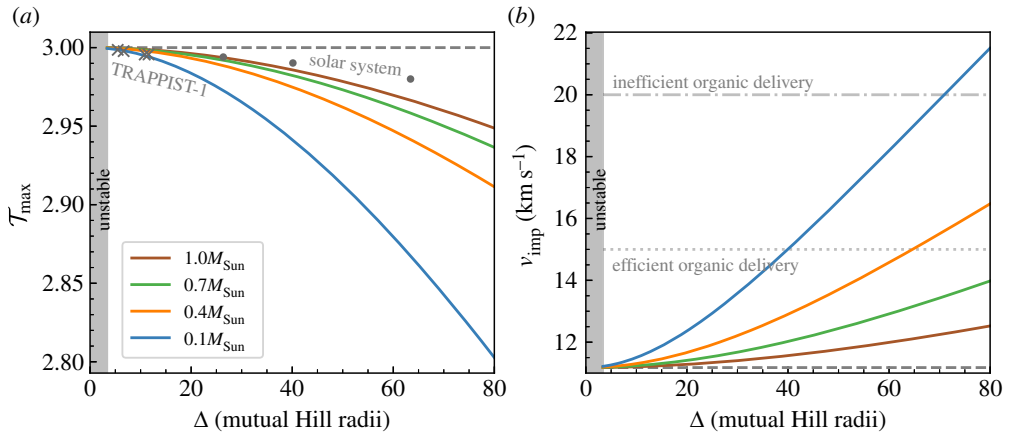 (a)
3.00
2.95
2.90
2.85
2.80
𝒯max
TRAPPIST-1
solar system
unstable
1.0MSun
0.7MSun
0.4MSun
0.1MSun
0 20 40 60 80
Δ (mutual Hill radii)
(b)
22
20
18
16
14
12
vimp (km s⁻¹)
inefficient organic delivery
unstable
efficient organic delivery
0 20 40 60 80
Δ (mutual Hill radii)